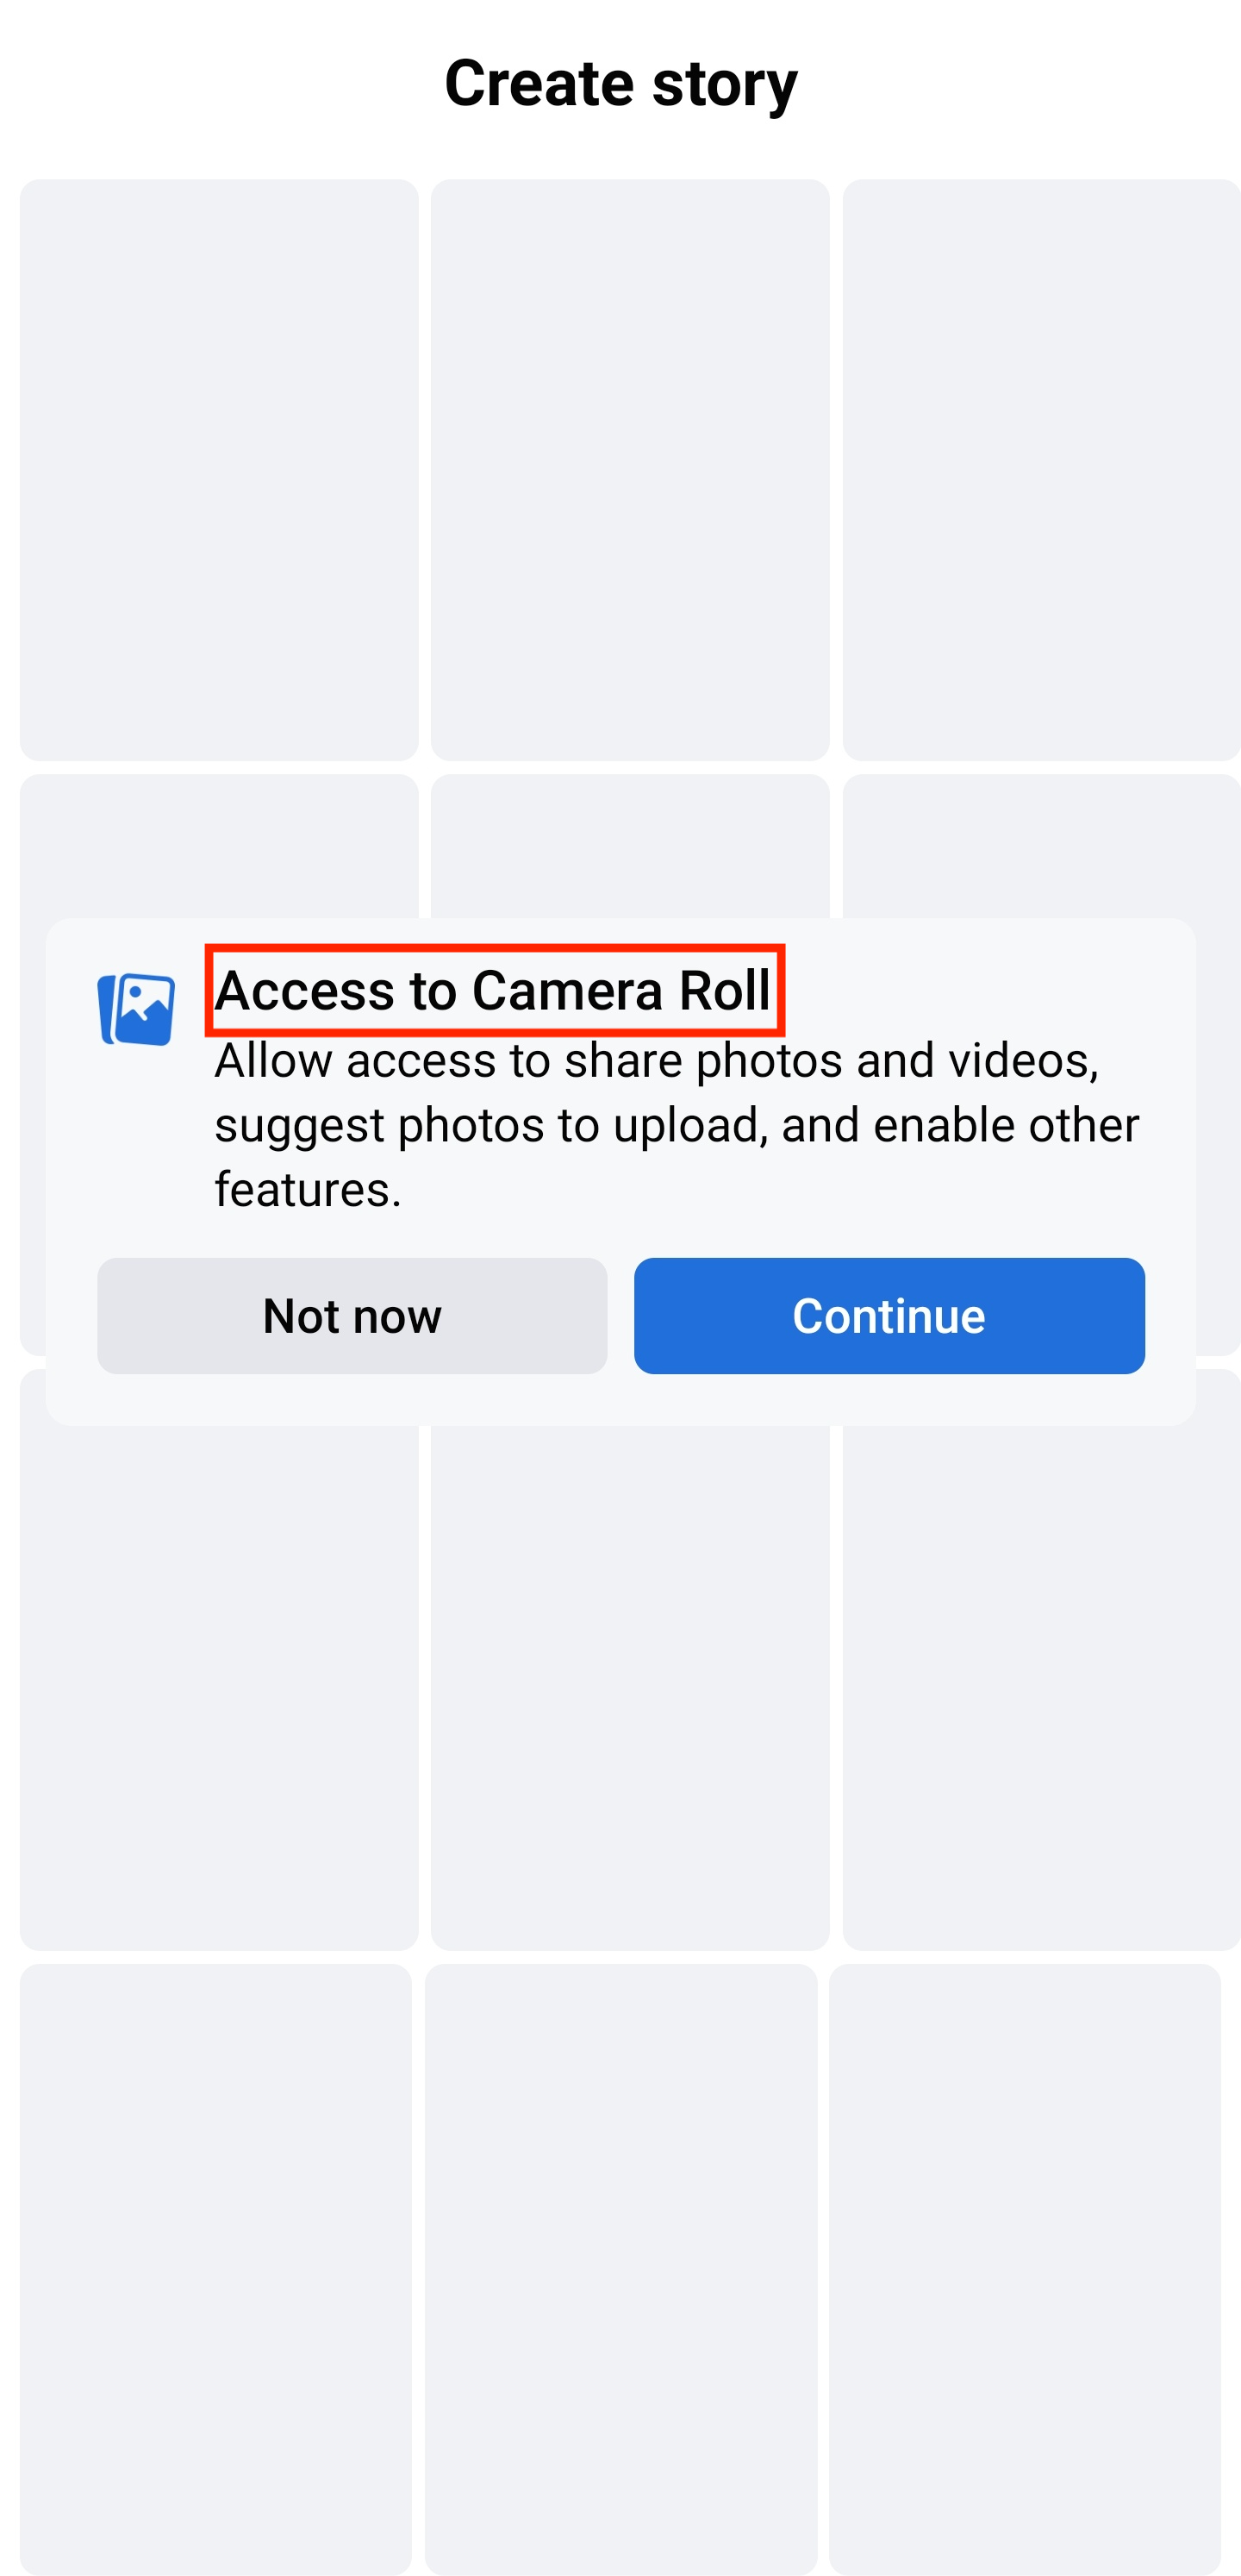 Create story
Access to Camera Roll
Allow access to share photos and videos,
suggest photos to upload, and enable other
features.
Not now
Continue